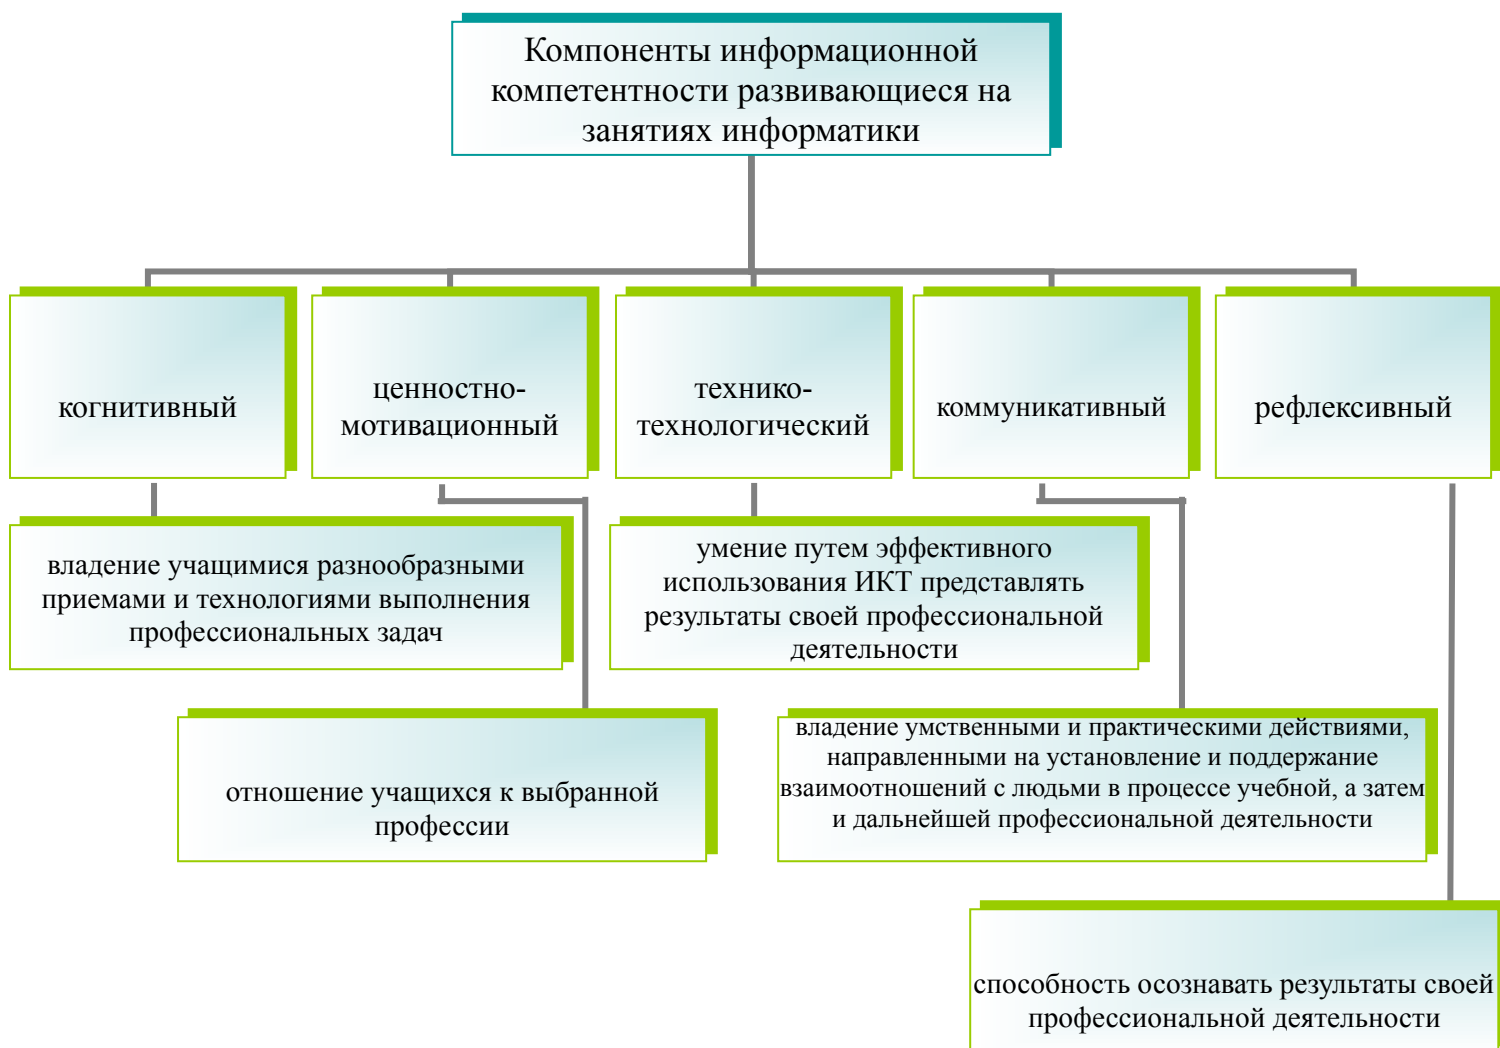 Компоненты информационной
компетентности развивающиеся на
занятиях информатики
когнитивный
ценностно-
мотивационный
технико-
технологический
коммуникативный
рефлексивный
владение учащимися разнообразными
приемами и технологиями выполнения
профессиональных задач
умение путем эффективного
использования ИКТ представлять
результаты своей профессиональной
деятельности
отношение учащихся к выбранной
профессии
владение умственными и практическими действиями,
направленными на установление и поддержание
взаимоотношений с людьми в процессе учебной, а затем
и дальнейшей профессиональной деятельности
способность осознавать результаты своей
профессиональной деятельности